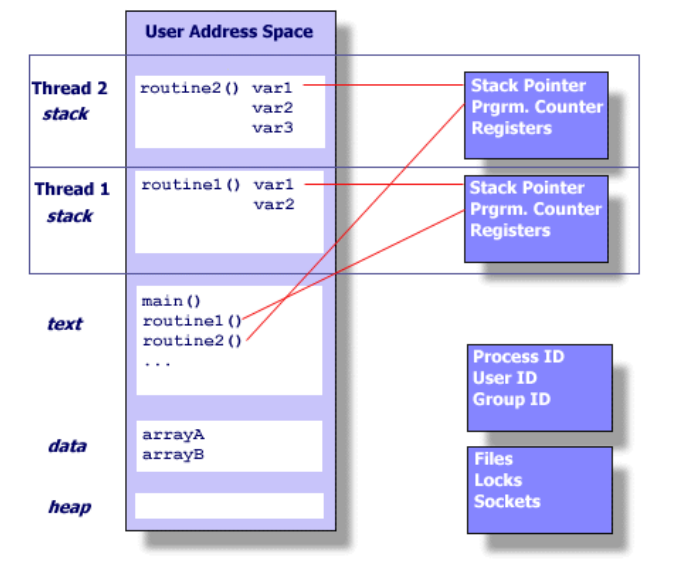 User Address Space
Thread 2
stack
routine2() var1
var2
var3
Stack Pointer
Prgrm. Counter
Registers
Thread 1
stack
routine1() var1
var2
Stack Pointer
Prgrm. Counter
Registers
text
main()
routine1()
routine2()
...
Process ID
User ID
Group ID
data
arrayA
arrayB
Files
Locks
Sockets
heap